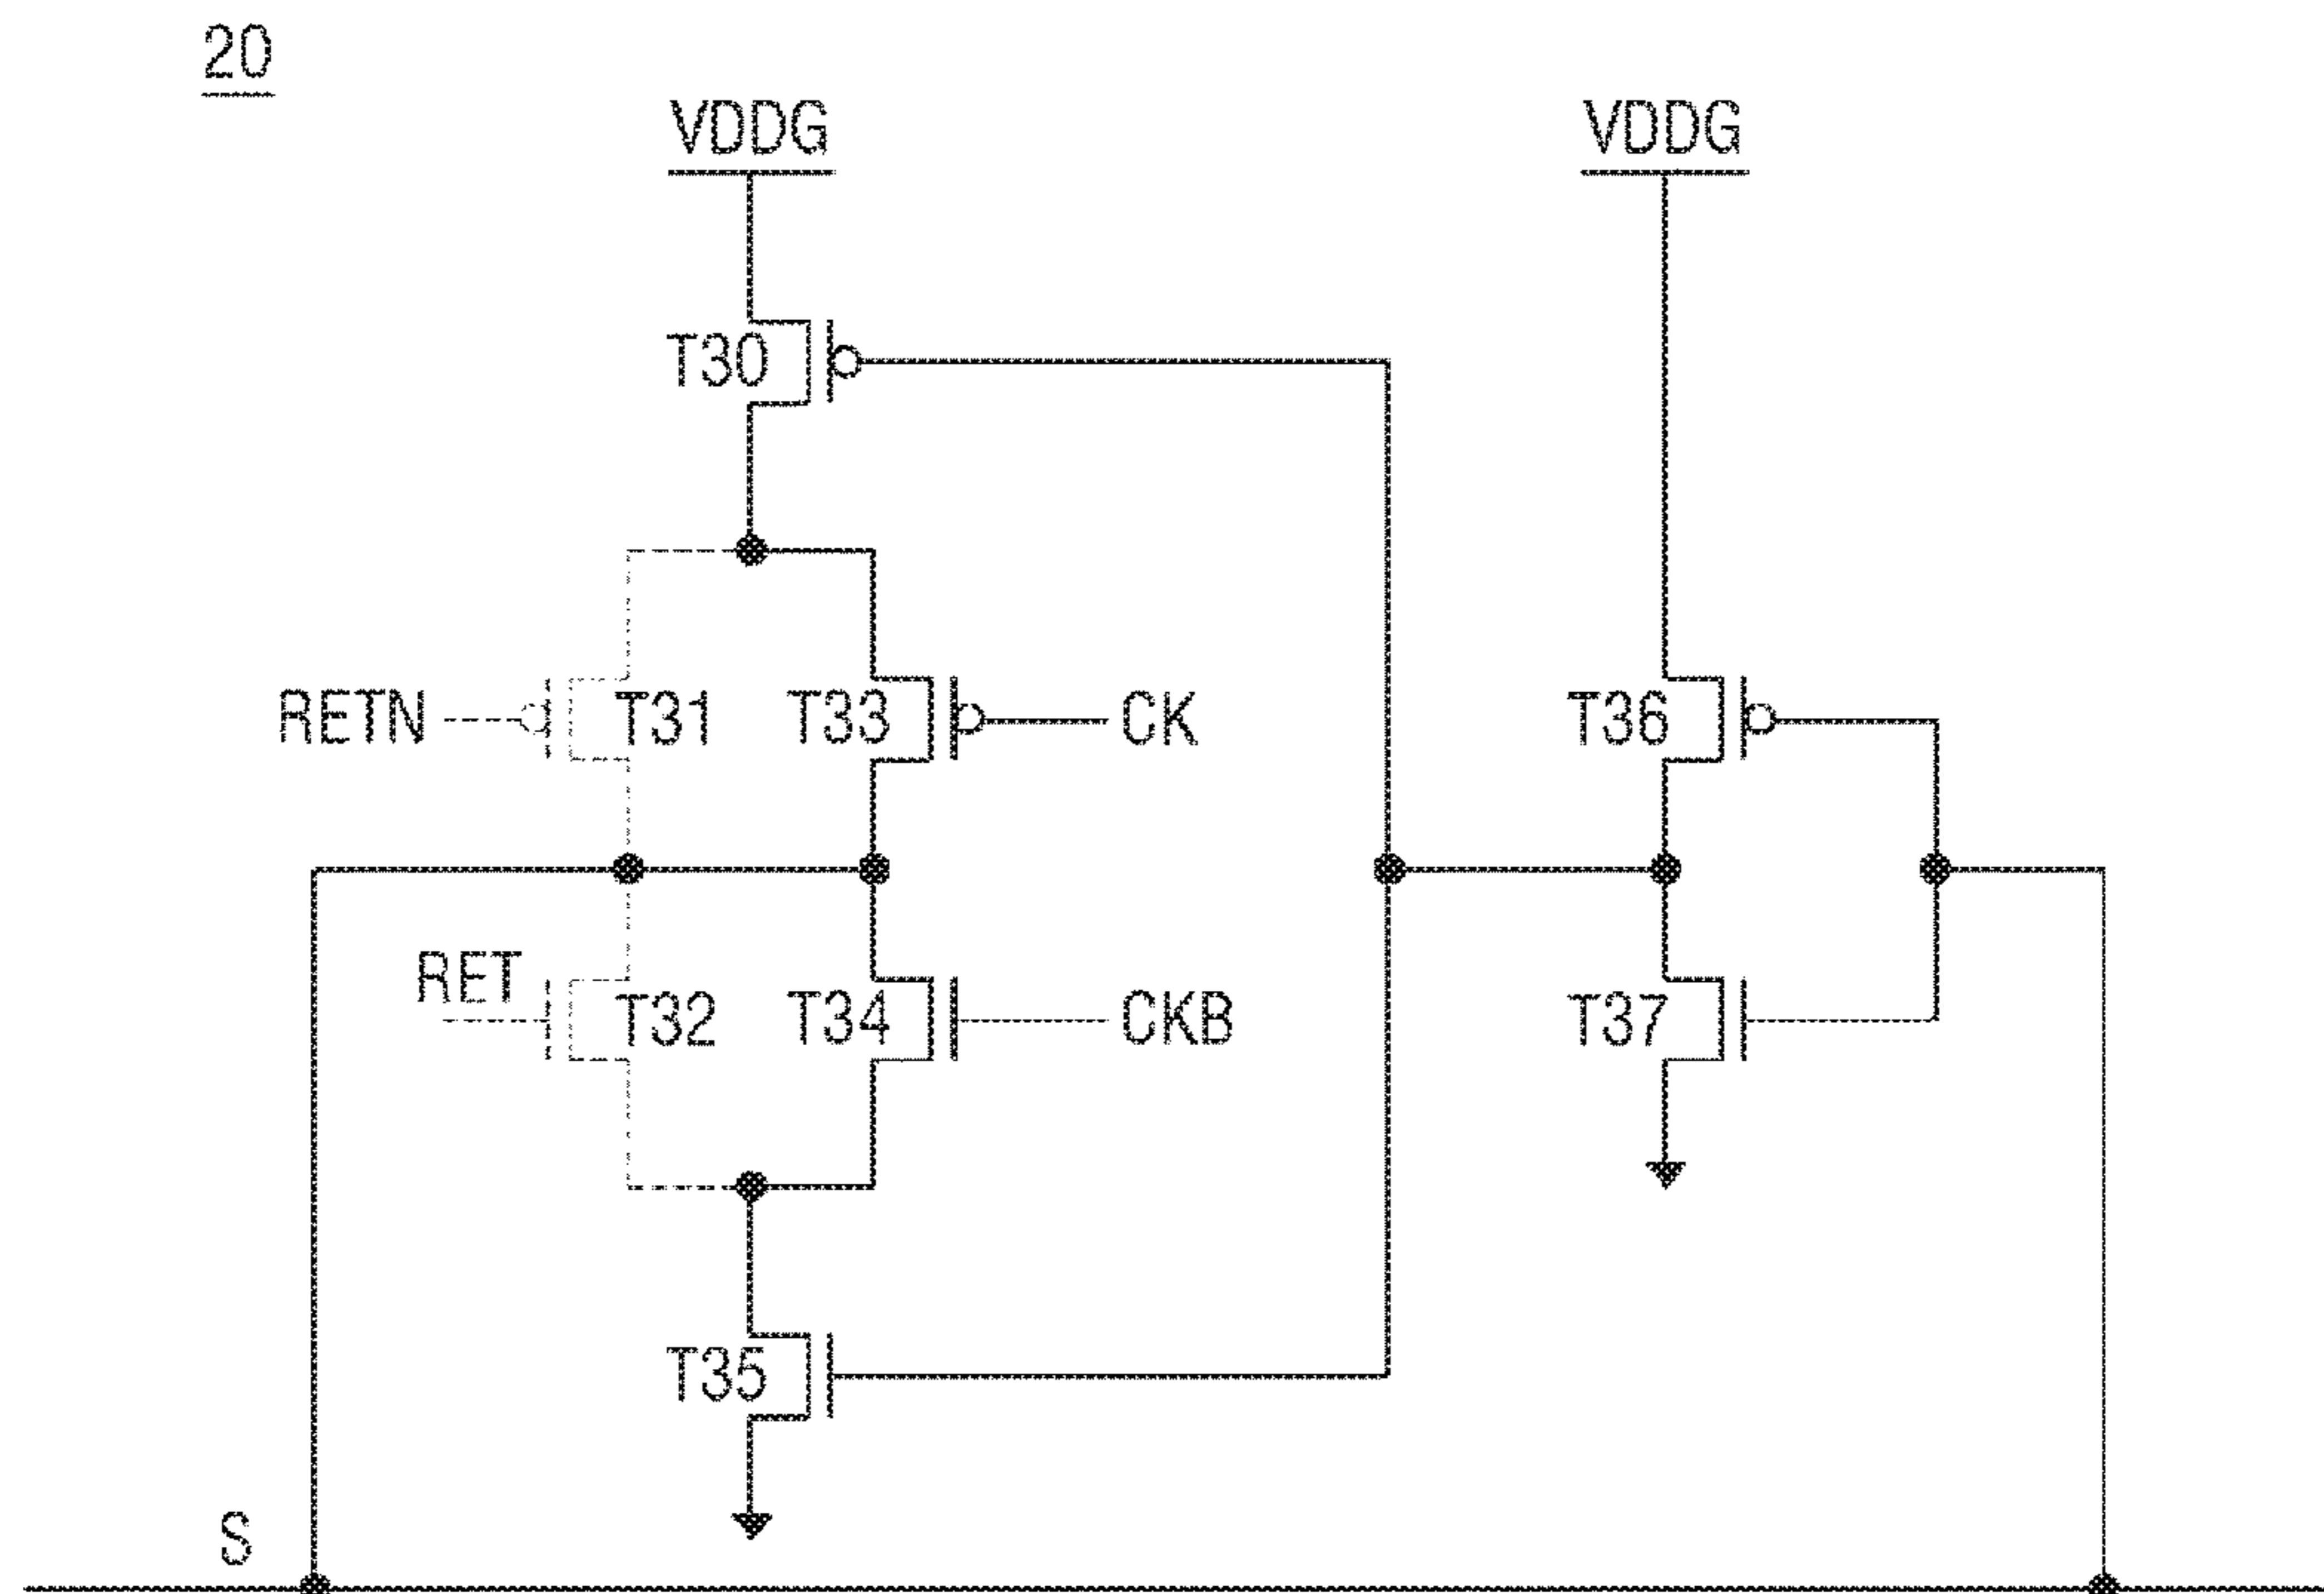 20
VDDG VDDG
T30
RETN T31 T33 CK T36
RET T32 T34 CKB T37
T35
S